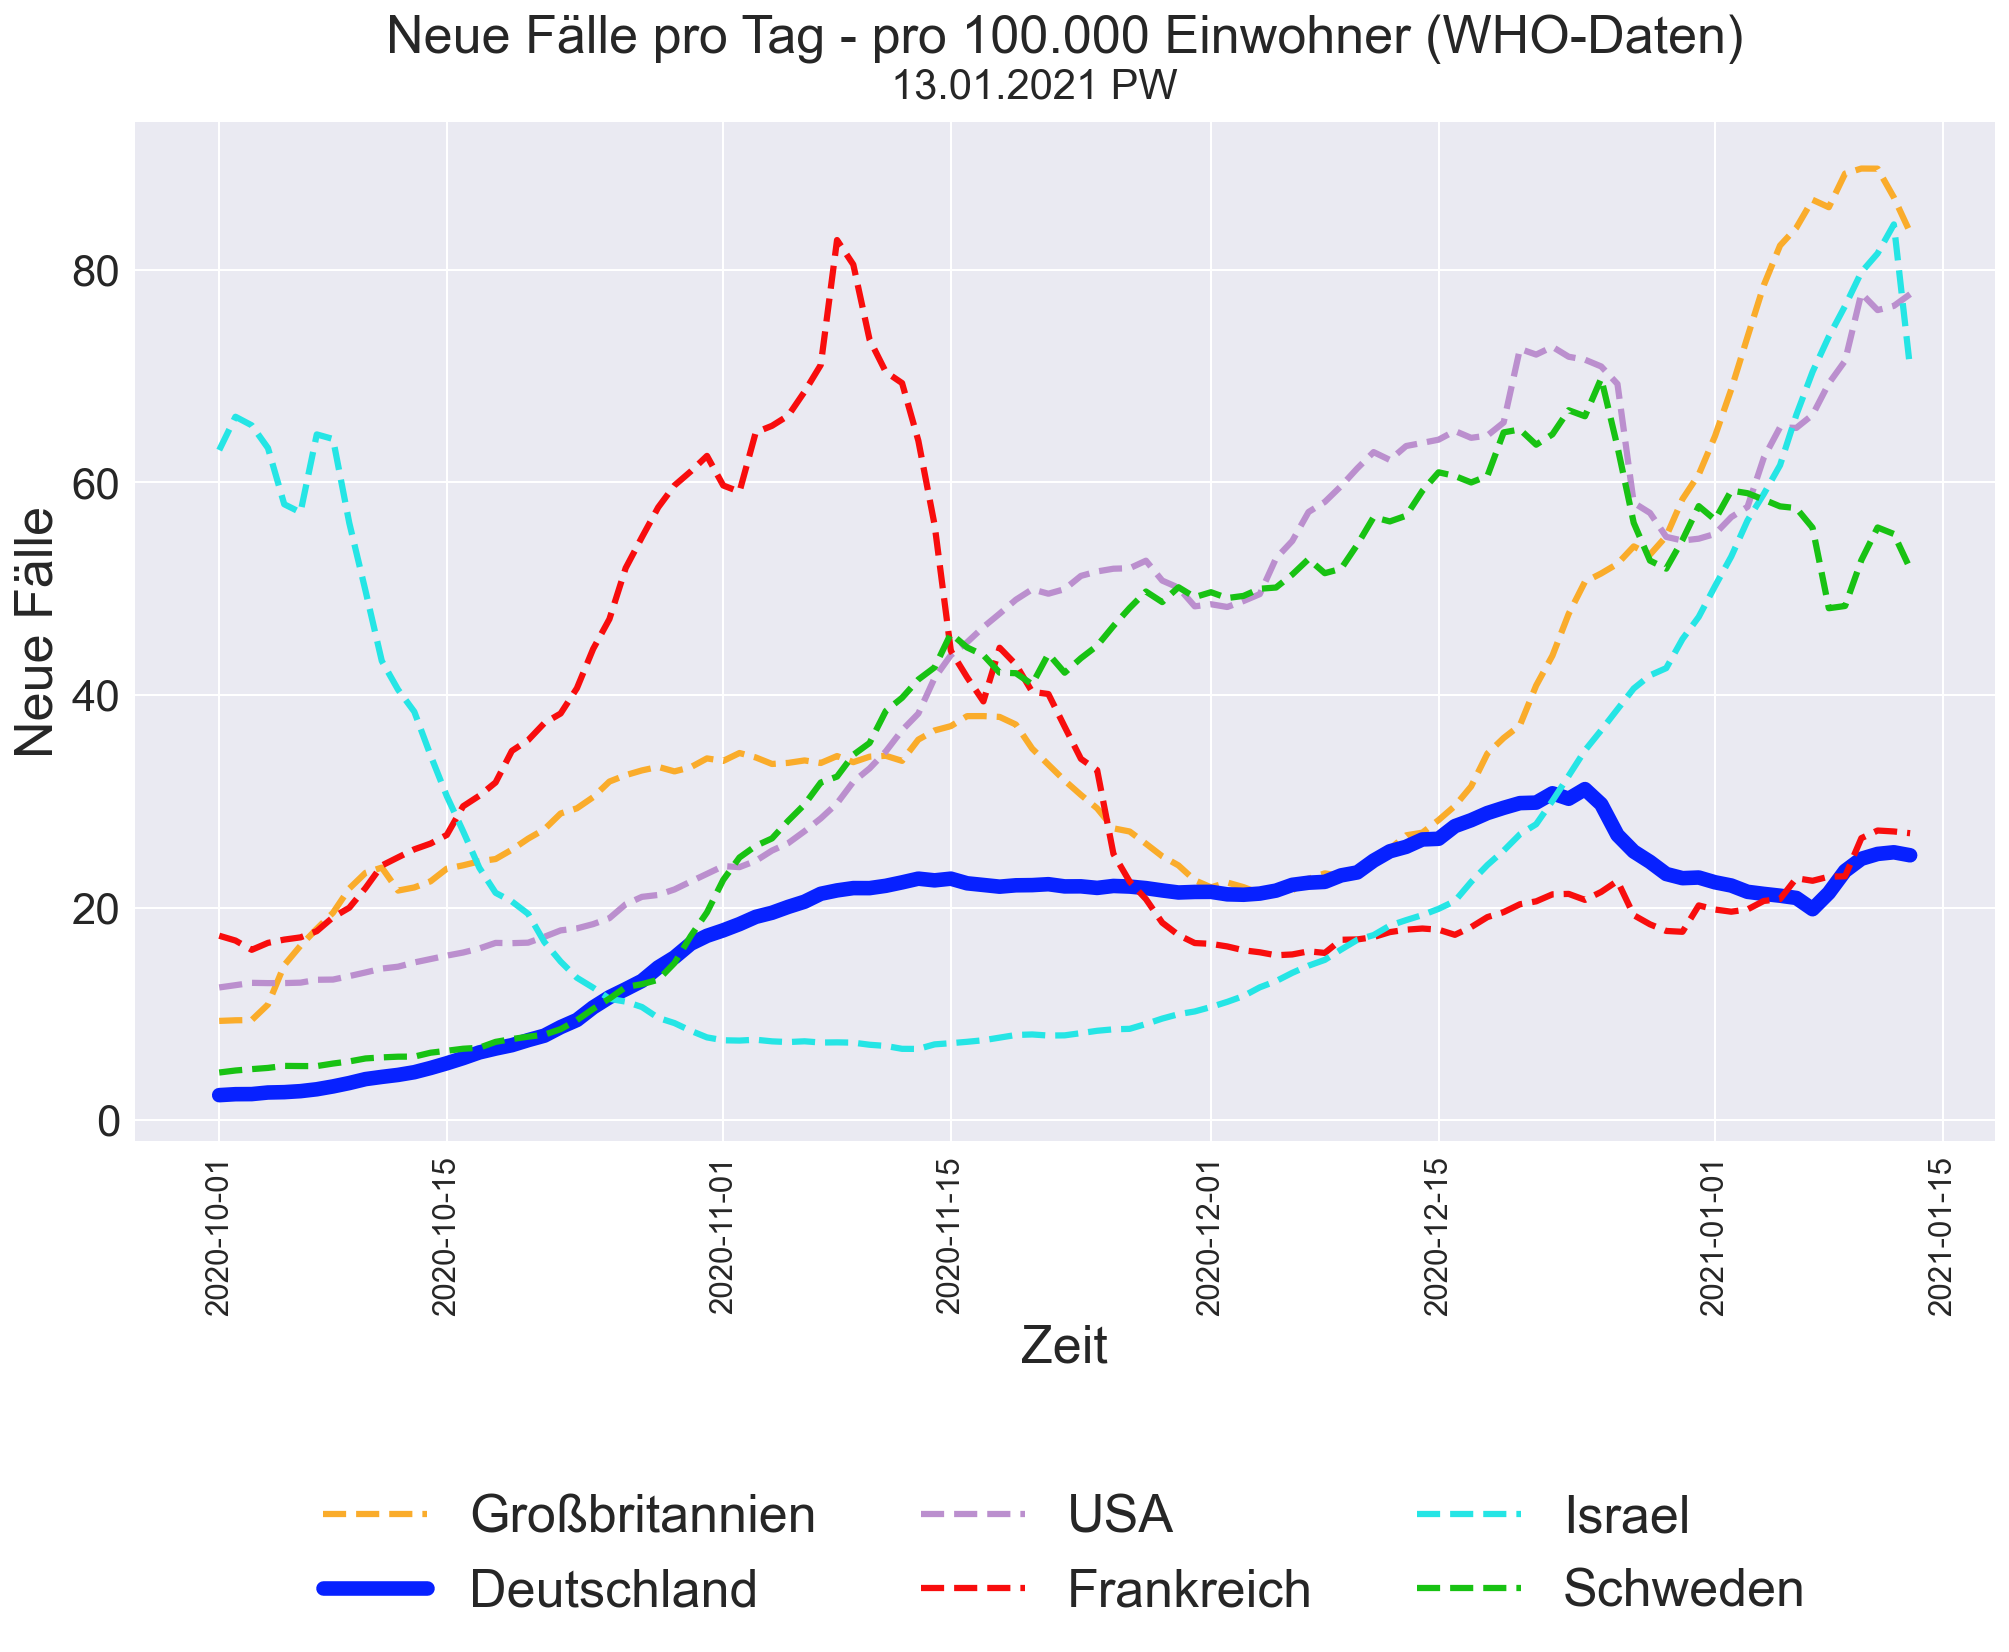 Neue Fälle pro Tag - pro 100.000 Einwohner (WHO-Daten)
13.01.2021 PW
Neue Fälle
80
60
40
20
0
2020-10-01
2020-10-15
2020-11-01
2020-11-15
2020-12-01
2020-12-15
2021-01-01
2021-01-15
Zeit
Großbritannien
USA
Israel
Deutschland
Frankreich
Schweden